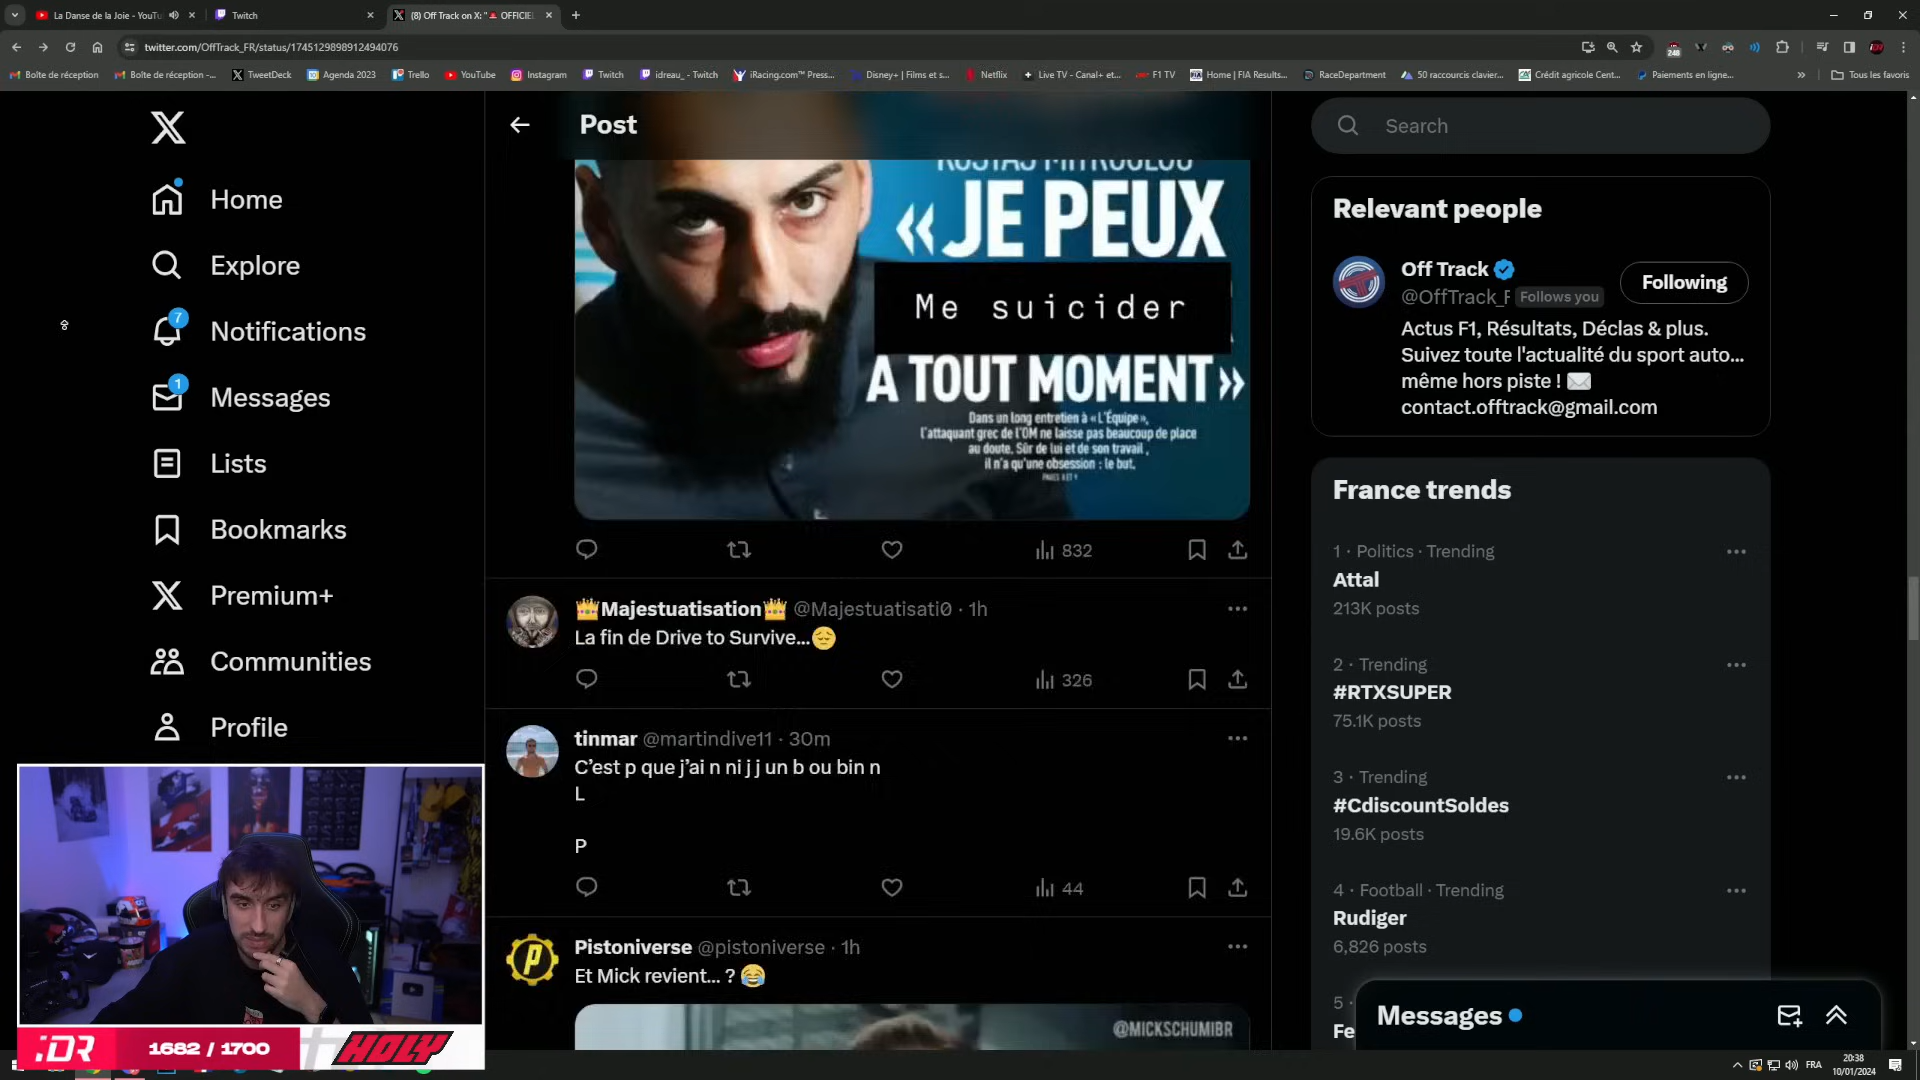 La Danse de la Joie - YouTu
Twitch
(8) Off Track on X: "🚨 OFFICIE
twitter.com/OffTrack_FR/status/1745129898912494076
248
Boîte de réception
Boîte de réception -...
TweetDeck
Agenda 2023
Trello
YouTube
Instagram
Twitch
idreau_ - Twitch
iRacing.com™ Press...
Disney+ | Films et s...
Netflix
Live TV - Canal+ et...
F1 TV
Home | FIA Results...
RaceDepartment
50 raccourcis clavier...
Crédit agricole Cent...
Paiements en ligne...
»
Tous les favoris
Home
Explore
7
Notifications
1
Messages
Lists
Bookmarks
Premium+
Communities
Profile
Post
KOSTAS MITROGLOU
«JE PEUX
Me suicider
A TOUT MOMENT»
Dans un long entretien à « L'Équipe »,
l'attaquant grec de l'OM ne laisse pas beaucoup de place
au doute. Sûr de lui et de son travail,
il n'a qu'une obsession : le but.
832
👑Majestuatisation👑 @Majestuatisati0 · 1h
La fin de Drive to Survive...😔
326
tinmar @martindive11 · 30m
C'est p que j'ai n ni j j un b ou bin n
L
P
44
Pistoniverse @pistoniverse · 1h
Et Mick revient... ? 😂
@MICKSCHUMIBR
Search
Relevant people
Off Track
Following
@OffTrack_F
Follows you
Actus F1, Résultats, Déclas & plus.
Suivez toute l'actualité du sport auto...
même hors piste ! ✉️
contact.offtrack@gmail.com
France trends
1 · Politics · Trending
Attal
213K posts
2 · Trending
#RTXSUPER
75.1K posts
3 · Trending
#CdiscountSoldes
19.6K posts
4 · Football · Trending
Rudiger
6,826 posts
5 ·
Fe
Messages
iDR
1682 / 1700
HOLY
FRA
20:38
10/01/2024